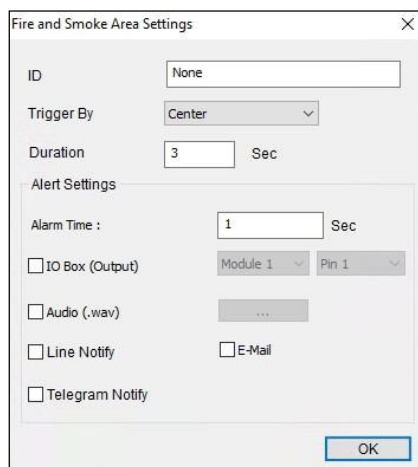 Fire and Smoke Area Settings
ID None
Trigger By Center
Duration 3 Sec
Alert Settings
Alarm Time : 1 Sec
IO Box (Output) Module 1 Pin 1
Audio (.wav) ...
Line Notify E-Mail
Telegram Notify
OK